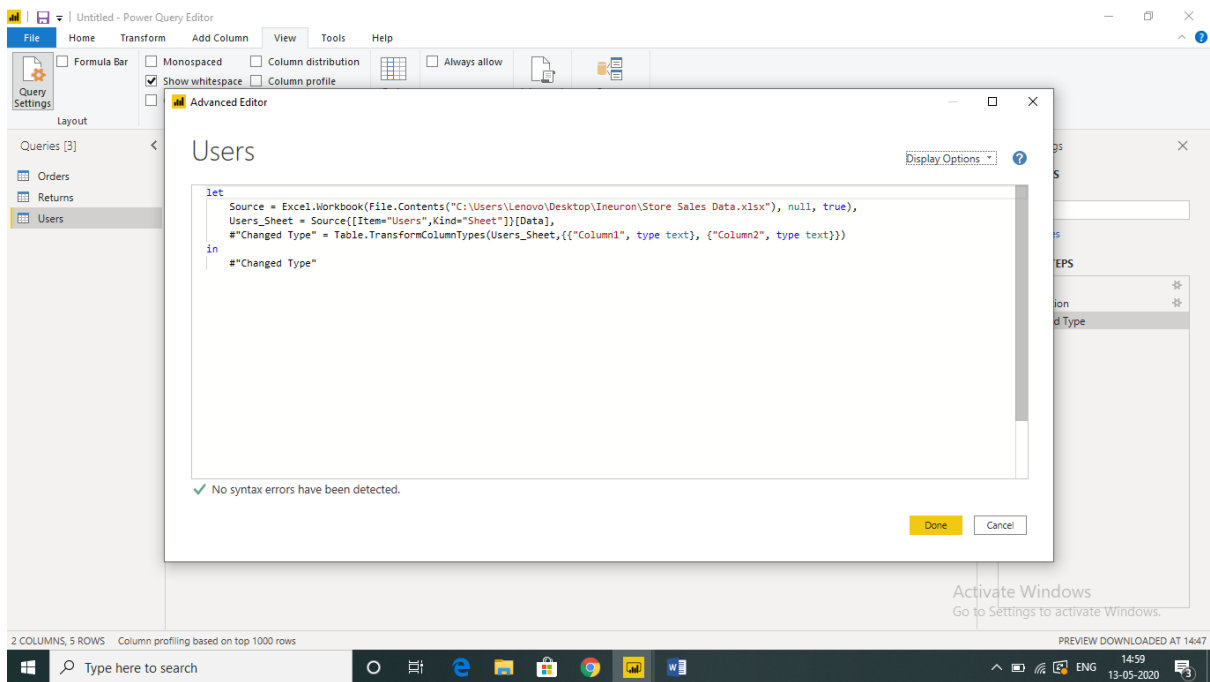 Untitled - Power Query Editor
File Home Transform Add Column View Tools Help
Formula Bar Monospaced Column distribution Always allow
Show whitespace Column profile
Query
Settings
Layout
Advanced Editor
Queries [3]
Users
Display Options
Orders
Returns
Users
let
Source = Excel.Workbook(File.Contents("C:\Users\Lenovo\Desktop\Ineuron\Store Sales Data.xlsx"), null, true),
Users_Sheet = Source{[Item="Users",Kind="Sheet"]}[Data],
#"Changed Type" = Table.TransformColumnTypes(Users_Sheet,{{"Column1", type text}, {"Column2", type text}})
in
#"Changed Type"
d Type
No syntax errors have been detected.
Done Cancel
Activate Windows
Go to Settings to activate Windows.
2 COLUMNS, 5 ROWS Column profiling based on top 1000 rows PREVIEW DOWNLOADED AT 14:47
Type here to search
ENG
14:59
13-05-2020
3